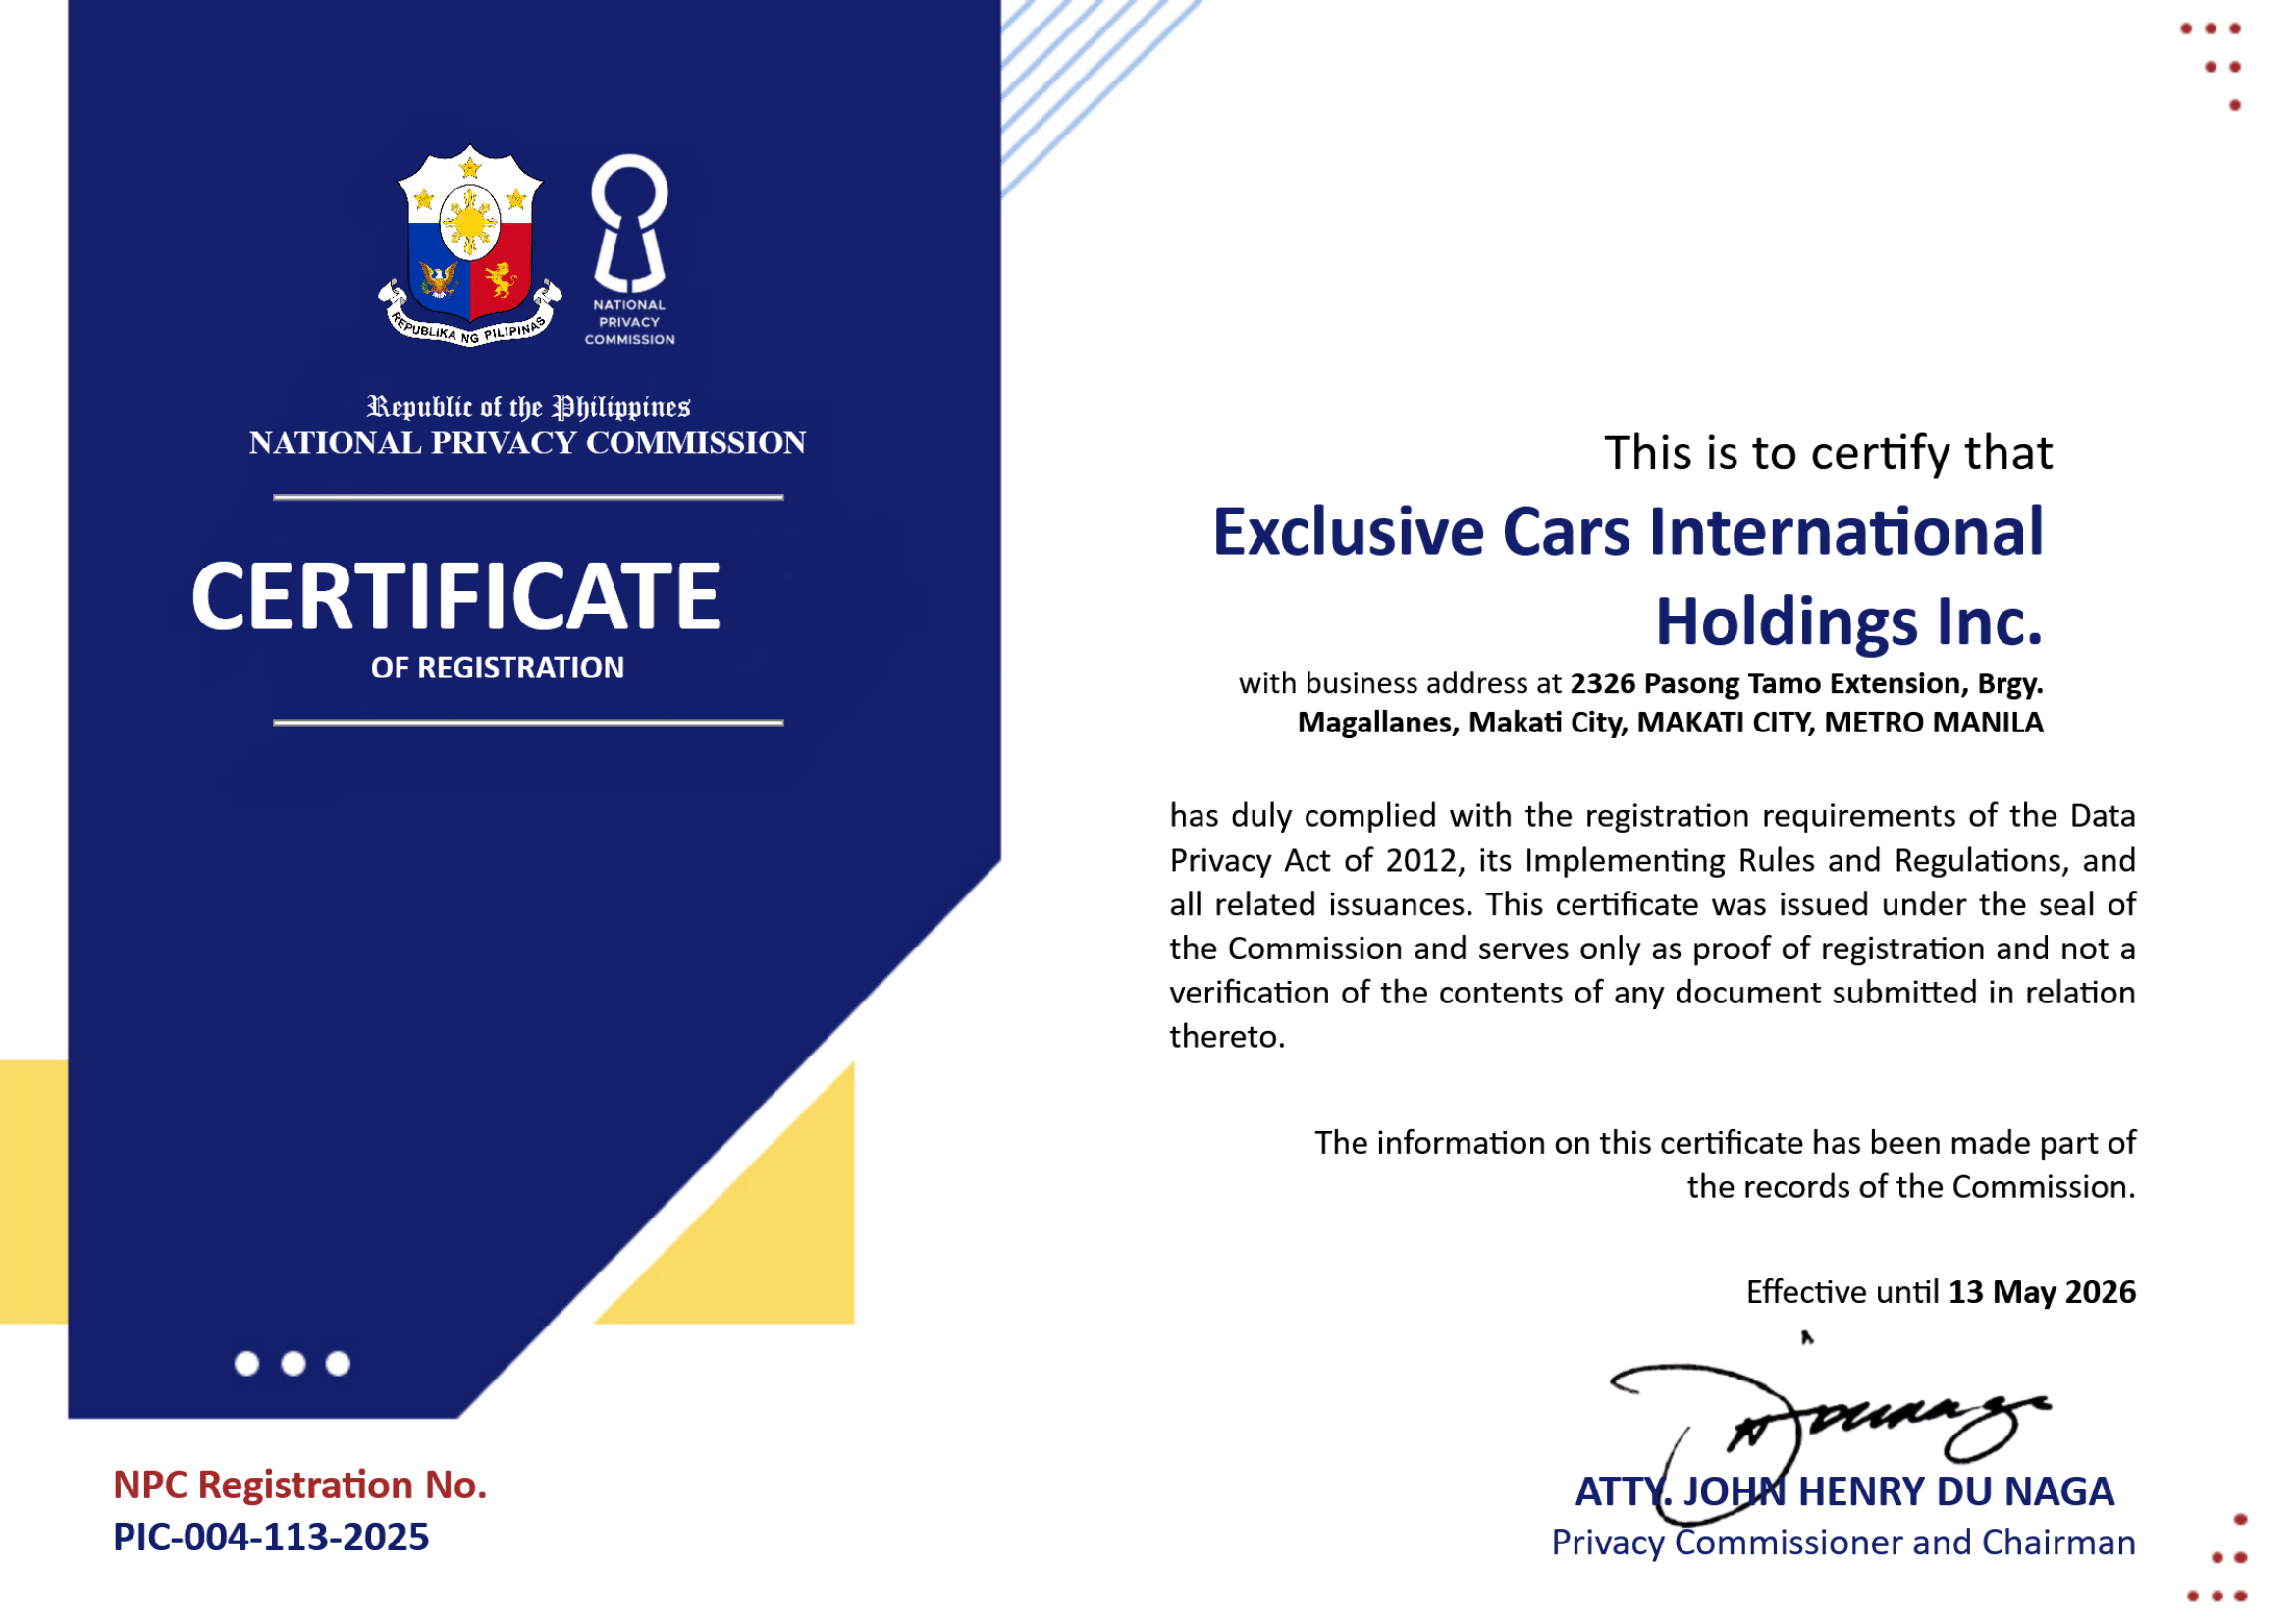 REPUBLIKA NG PILIPINAS
NATIONAL
PRIVACY
COMMISSION
Republic of the Philippines
NATIONAL PRIVACY COMMISSION
CERTIFICATE
OF REGISTRATION
NPC Registration No.
PIC-004-113-2025
This is to certify that
Exclusive Cars International
Holdings Inc.
with business address at 2326 Pasong Tamo Extension, Brgy.
Magallanes, Makati City, MAKATI CITY, METRO MANILA
has duly complied with the registration requirements of the Data
Privacy Act of 2012, its Implementing Rules and Regulations, and
all related issuances. This certificate was issued under the seal of
the Commission and serves only as proof of registration and not a
verification of the contents of any document submitted in relation
thereto.
The information on this certificate has been made part of
the records of the Commission.
Effective until 13 May 2026
ATTY. JOHN HENRY DU NAGA
Privacy Commissioner and Chairman